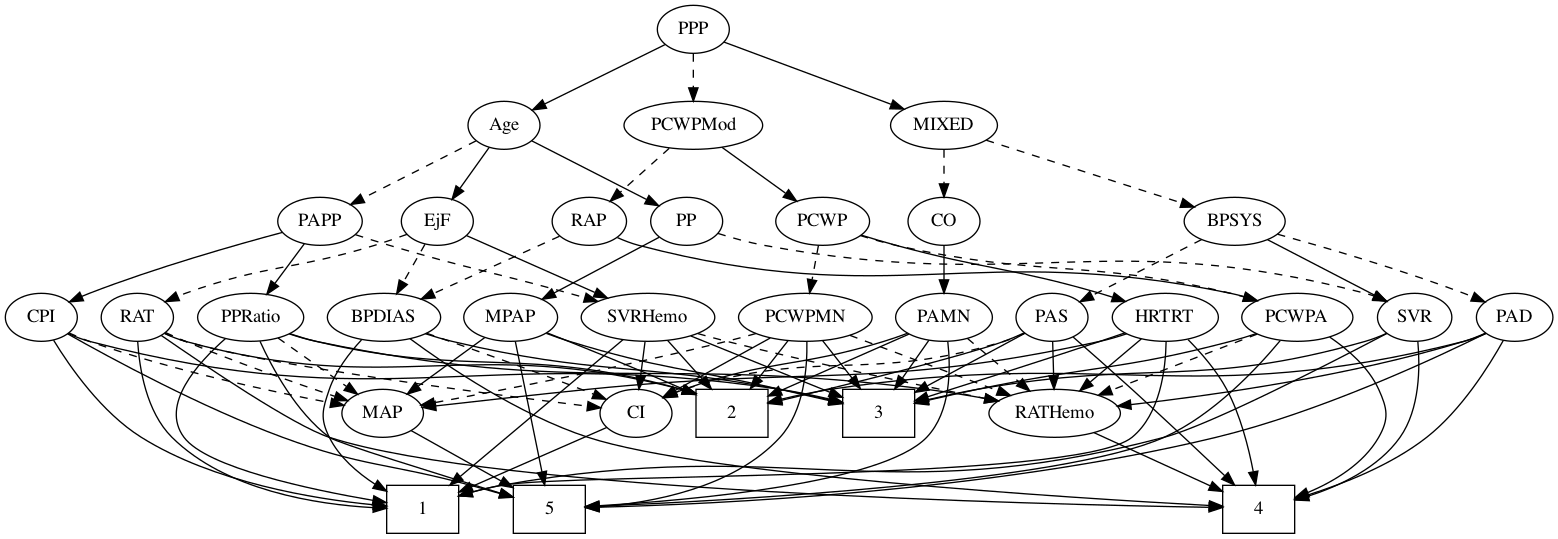 PPP
Age
PCWPMod
MIXED
PAPP
EjF
RAP
PP
PCWP
CO
BPSYS
CPI
RAT
PPRatio
BPDIAS
MPAP
SVRHemo
PCWPMN
PAMN
PAS
HRTRT
PCWPA
SVR
PAD
MAP
CI
2
3
RATHemo
1
5
4